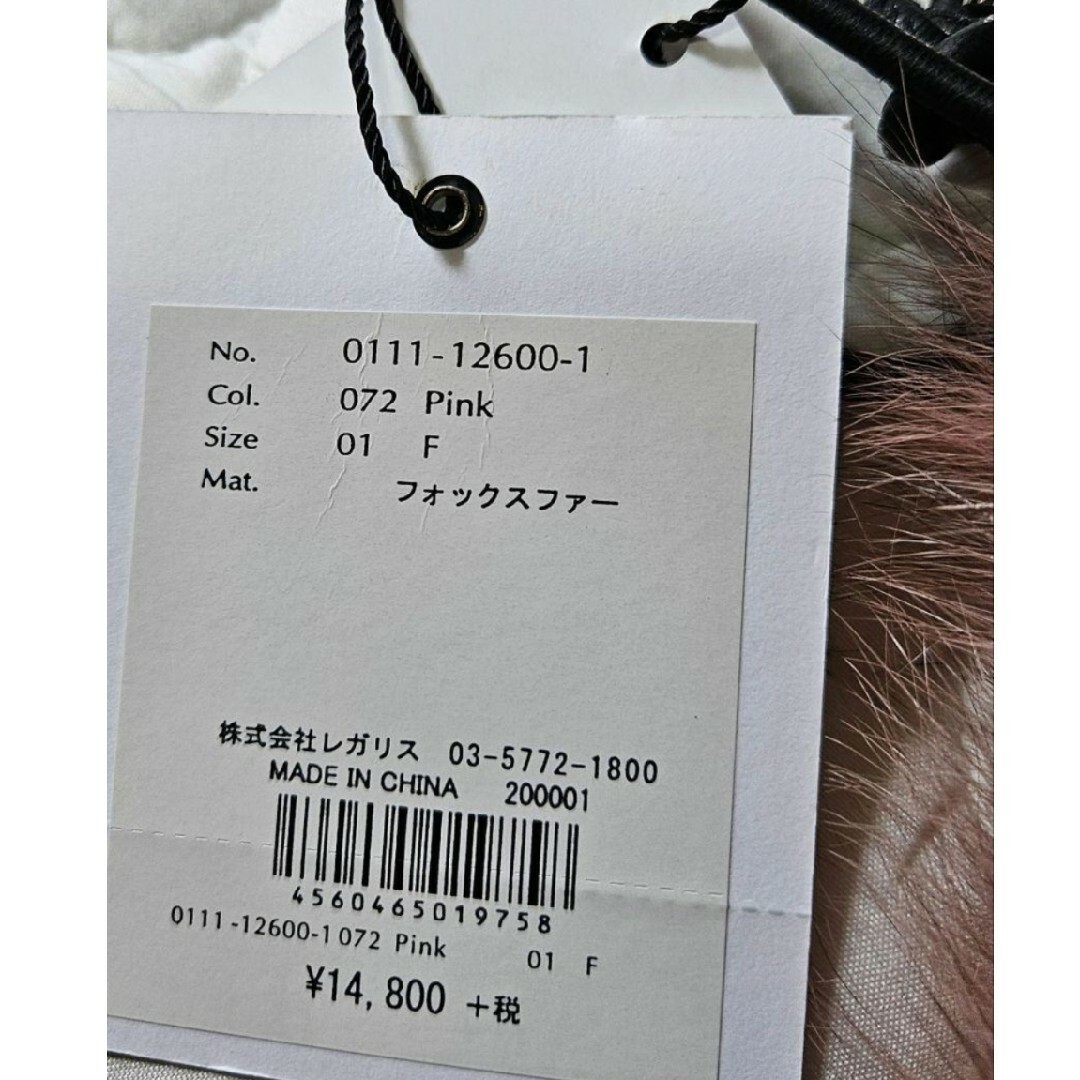 No. 0111-12600-1
Col. 072 Pink
Size 01 F
Mat. フォックスファー
株式会社レガリス 03-5772-1800
MADE IN CHINA 200001
4560465019758
0111-12600-1 072 Pink 01 F
¥14,800 +税